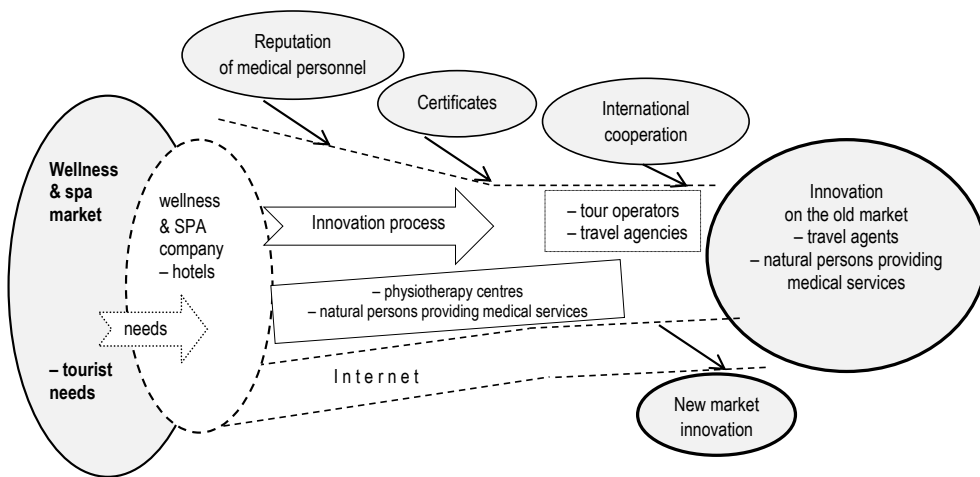 Reputation
of medical personnel
Certificates
International
cooperation
Wellness
& spa
market
wellness
& SPA
company
– hotels
Innovation process
– tour operators
– travel agencies
Innovation
on the old market
– travel agents
– natural persons providing
medical services
– physiotherapy centres
– natural persons providing medical services
needs
– tourist
needs
Internet
New market
innovation